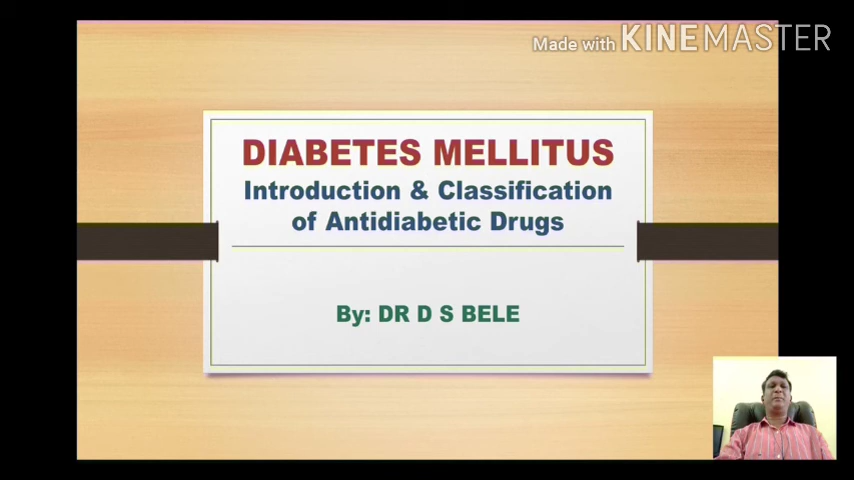 Made with KINEMASTER
DIABETES MELLITUS
Introduction & Classification
of Antidiabetic Drugs
By: DR D S BELE